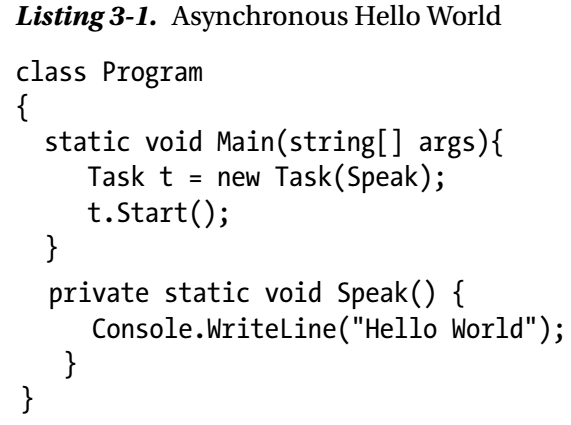 Listing 3-1. Asynchronous Hello World
class Program
{
static void Main(string[] args){
Task t = new Task(Speak);
t.Start();
}
private static void Speak() {
Console.WriteLine("Hello World");
}
}